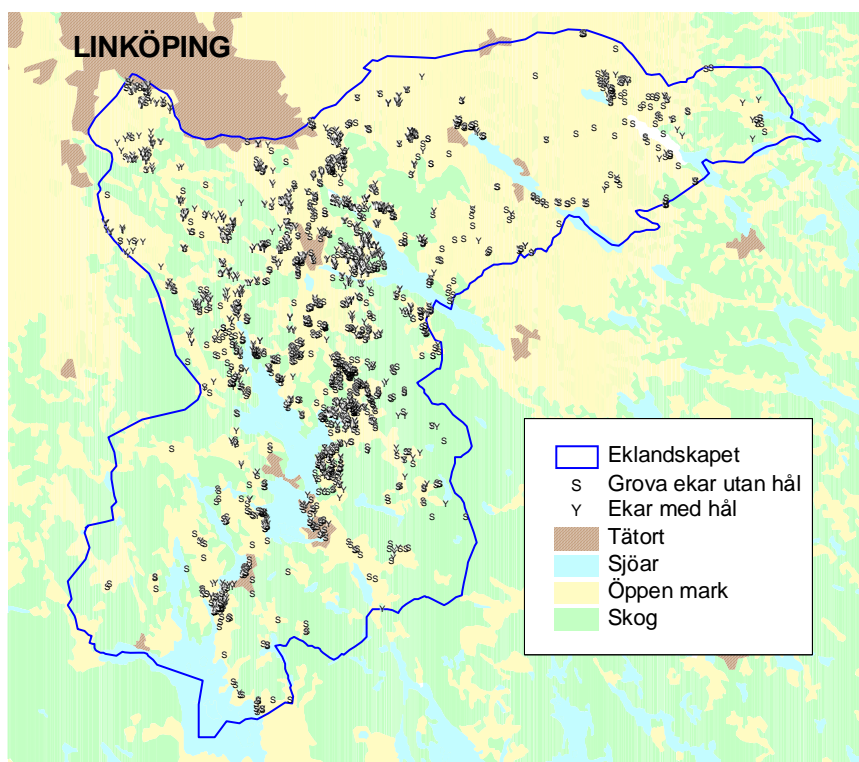 LINKÖPING
Eklandskapet
S Grova ekar utan hål
Y Ekar med hål
Tätort
Sjöar
Öppen mark
Skog